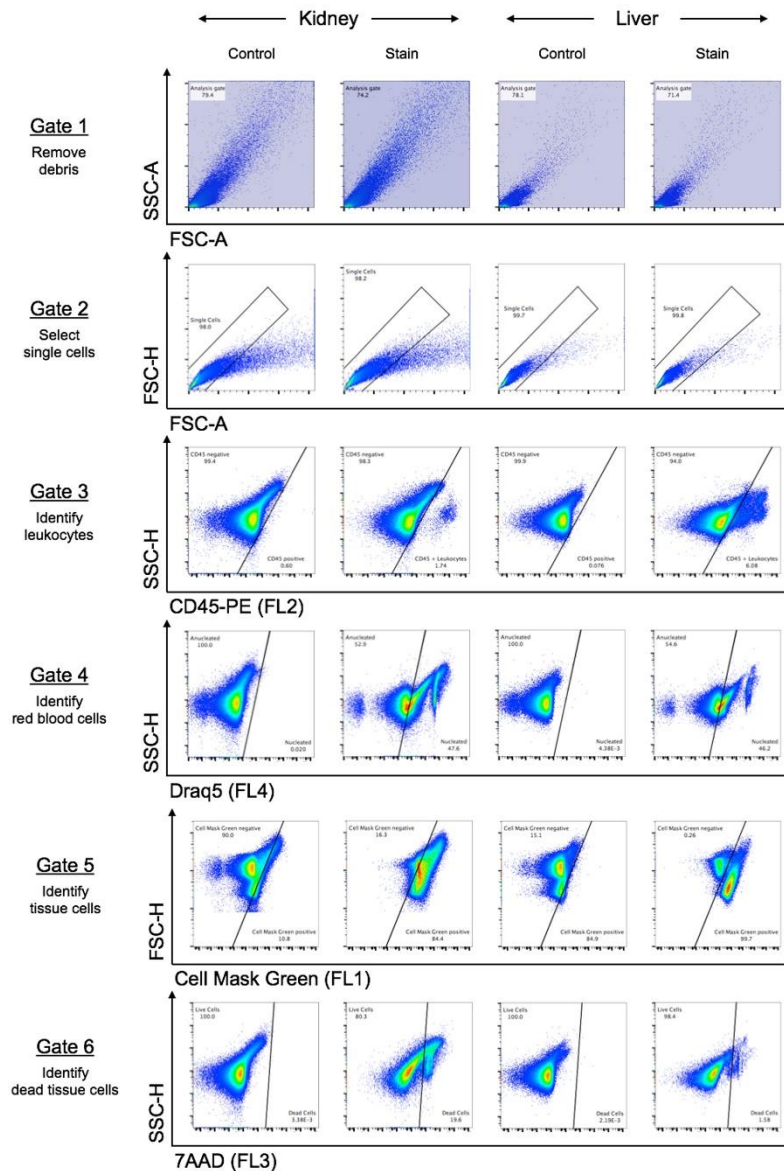 Kidney Liver
Control Stain Control Stain
Gate 1
Remove
debris
SSC-A
Analysis gate
79.4
Analysis gate
74.2
Analysis gate
78.1
Analysis gate
71.4
FSC-A
Gate 2
Select
single cells
FSC-H
Single Cells
98.0
Single Cells
98.2
Single Cells
99.7
Single Cells
99.8
FSC-A
Gate 3
Identify
leukocytes
SSC-H
CD45 negative
99.4
CD45 positive
0.60
CD45 negative
98.3
CD45 + Leukocytes
1.74
CD45 negative
99.9
CD45 positive
0.076
CD45 negative
94.0
CD45 + Leukocytes
6.08
CD45-PE (FL2)
Gate 4
Identify
red blood cells
SSC-H
Anucleated
100.0
Nucleated
0.020
Anucleated
52.0
Nucleated
47.6
Anucleated
100.0
Nucleated
4.38E-3
Anucleated
54.6
Nucleated
46.2
Draq5 (FL4)
Gate 5
Identify
tissue cells
FSC-H
Cell Mask Green negative
90.0
Cell Mask Green positive
10.8
Cell Mask Green negative
16.3
Cell Mask Green positive
84.4
Cell Mask Green negative
15.1
Cell Mask Green positive
84.9
Cell Mask Green negative
0.26
Cell Mask Green positive
99.7
Cell Mask Green (FL1)
Gate 6
Identify
dead tissue cells
SSC-H
Live Cells
100.0
Dead Cells
3.38E-3
Live Cells
80.3
Dead Cells
19.6
Live Cells
100.0
Dead Cells
2.19E-3
Live Cells
98.4
Dead Cells
1.58
7AAD (FL3)